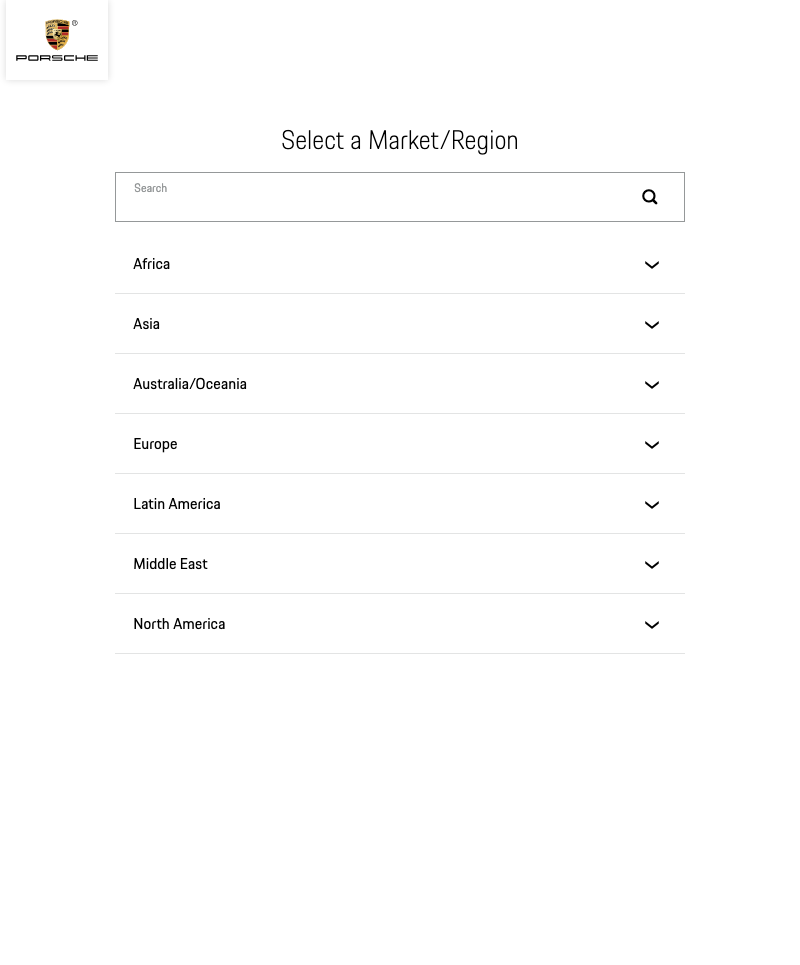 PORSCHE
Select a Market/Region
Search
Africa
Asia
Australia/Oceania
Europe
Latin America
Middle East
North America